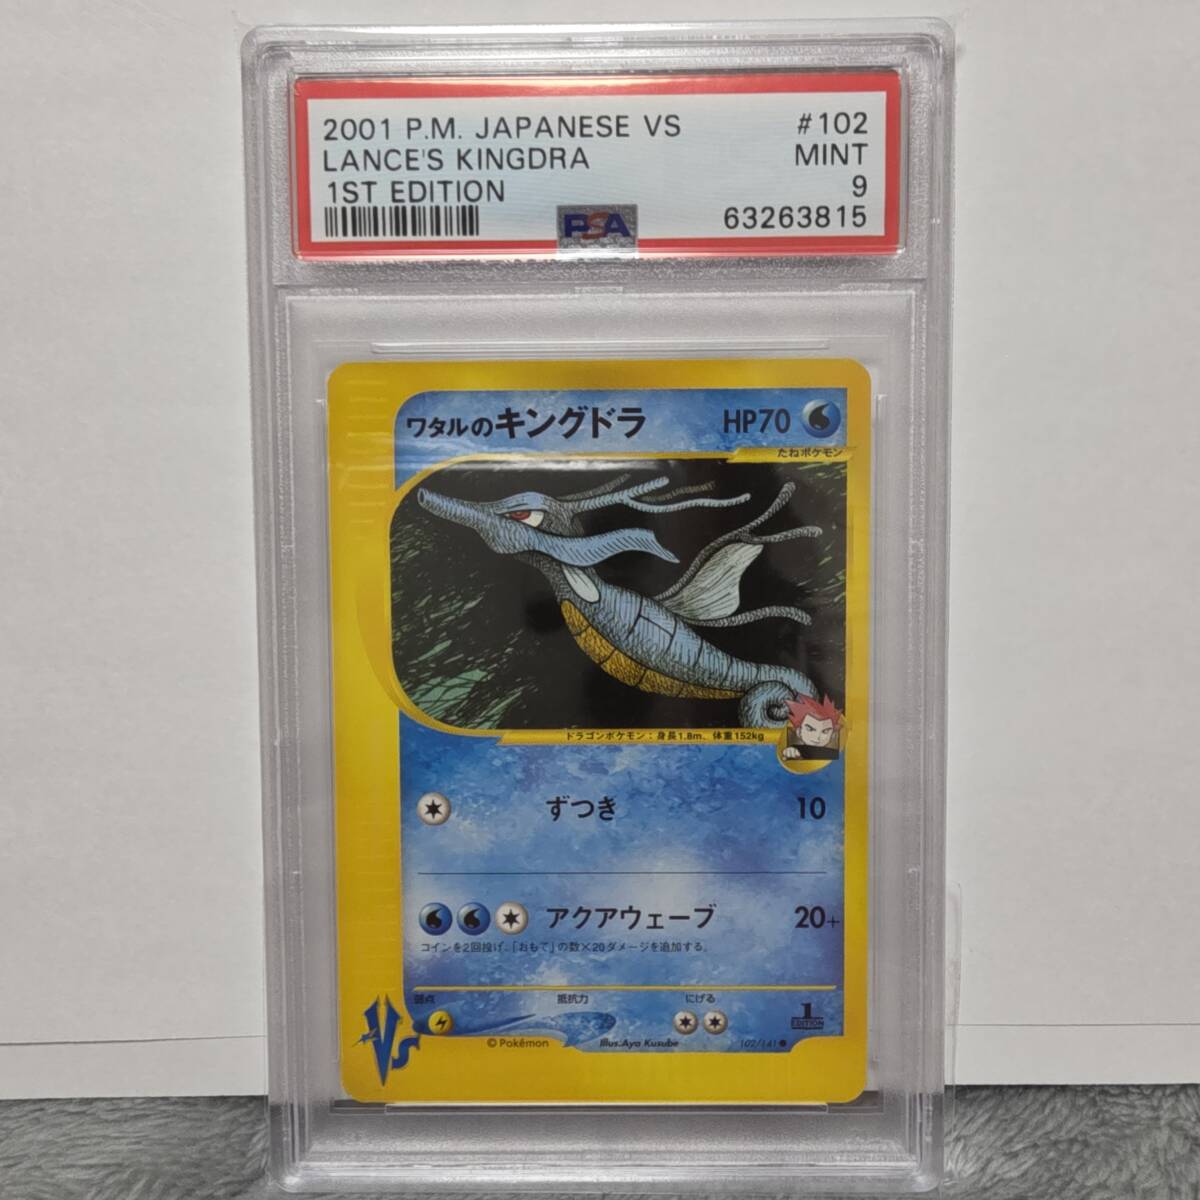 2001 P.M. JAPANESE VS #102
LANCE'S KINGDRA MINT
1ST EDITION 9
PSA 63263815
ワタルのキングドラ HP70
たねポケモン
ドラゴンポケモン：身長1.8m、体重152kg
ずつき 10
アクアウェーブ 20+
コインを2回投げ、「おもて」の数×20ダメージを追加する。
弱点 抵抗力 にげる
1
EDITION
Vs
©Pokémon Illus.Aya Kusube 102/141